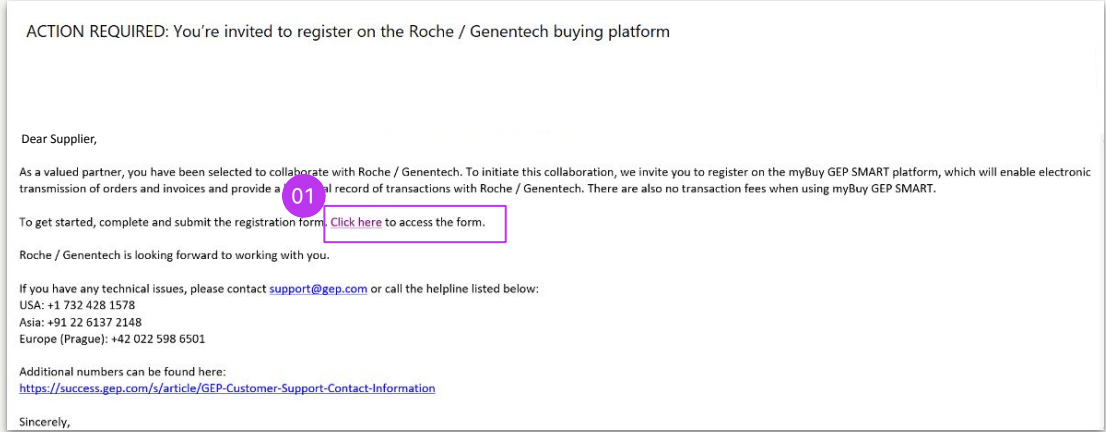 ACTION REQUIRED: You're invited to register on the Roche / Genentech buying platform
Dear Supplier,
As a valued partner, you have been selected to collaborate with Roche / Genentech. To initiate this collaboration, we invite you to register on the myBuy GEP SMART platform, which will enable electronic
transmission of orders and invoices and provide a al record of transactions with Roche / Genentech. There are also no transaction fees when using myBuy GEP SMART.
01
To get started, complete and submit the registration form. Click here to access the form.
Roche / Genentech is looking forward to working with you.
If you have any technical issues, please contact support@gep.com or call the helpline listed below:
USA: +1 732 428 1578
Asia: +91 22 6137 2148
Europe (Prague): +42 022 598 6501
Additional numbers can be found here:
https://success.gep.com/s/article/GEP-Customer-Support-Contact-Information
Sincerely,